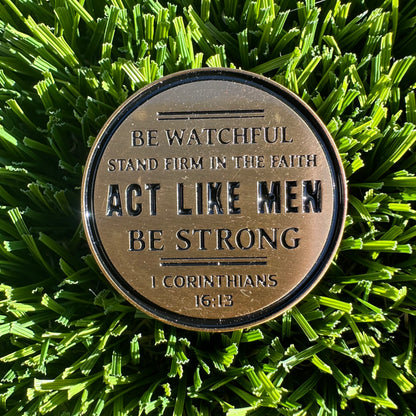 BE WATCHFUL
STAND FIRM IN THE FAITH
ACT LIKE MEN
BE STRONG
1 CORINTHIANS
16:13